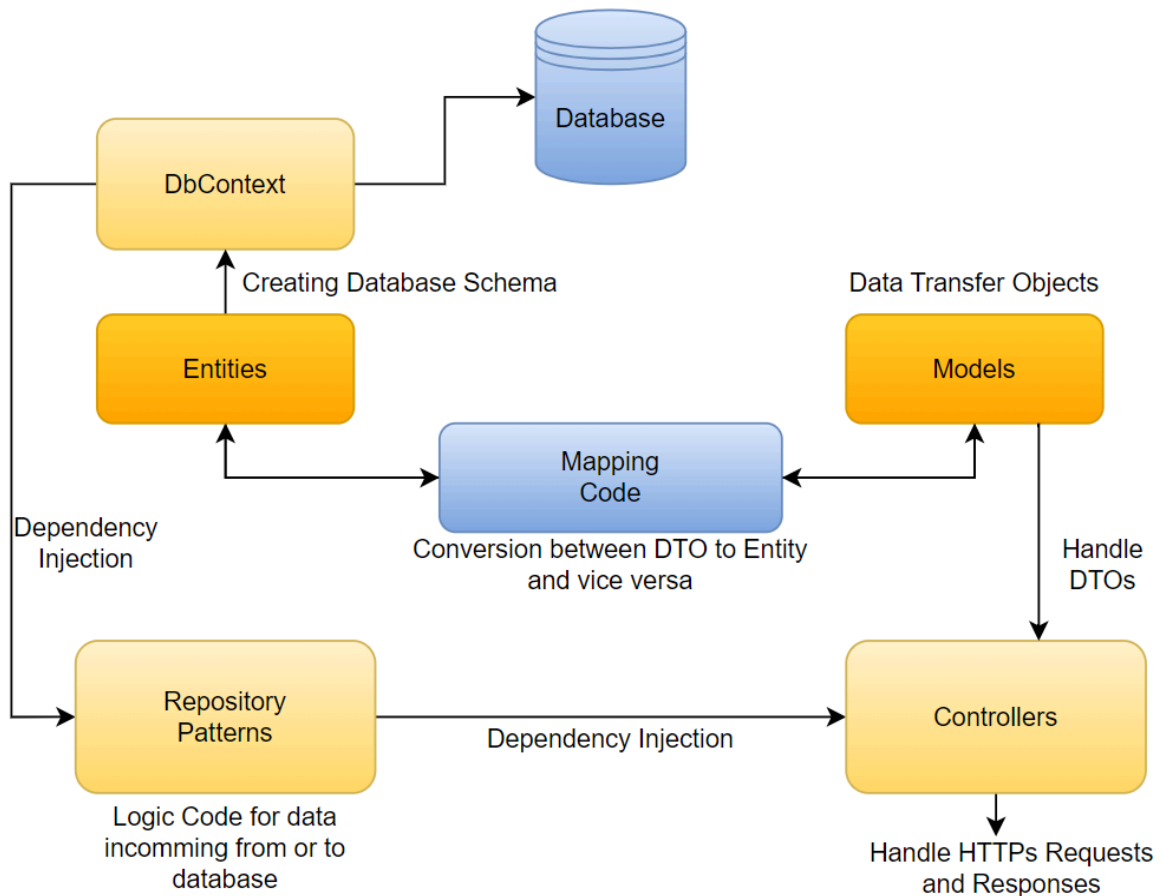 Database
DbContext
Creating Database Schema
Data Transfer Objects
Entities
Models
Mapping
Code
Dependency
Injection
Conversion between DTO to Entity
and vice versa
Handle
DTOs
Repository
Patterns
Controllers
Dependency Injection
Logic Code for data
incomming from or to
database
Handle HTTPs Requests
and Responses